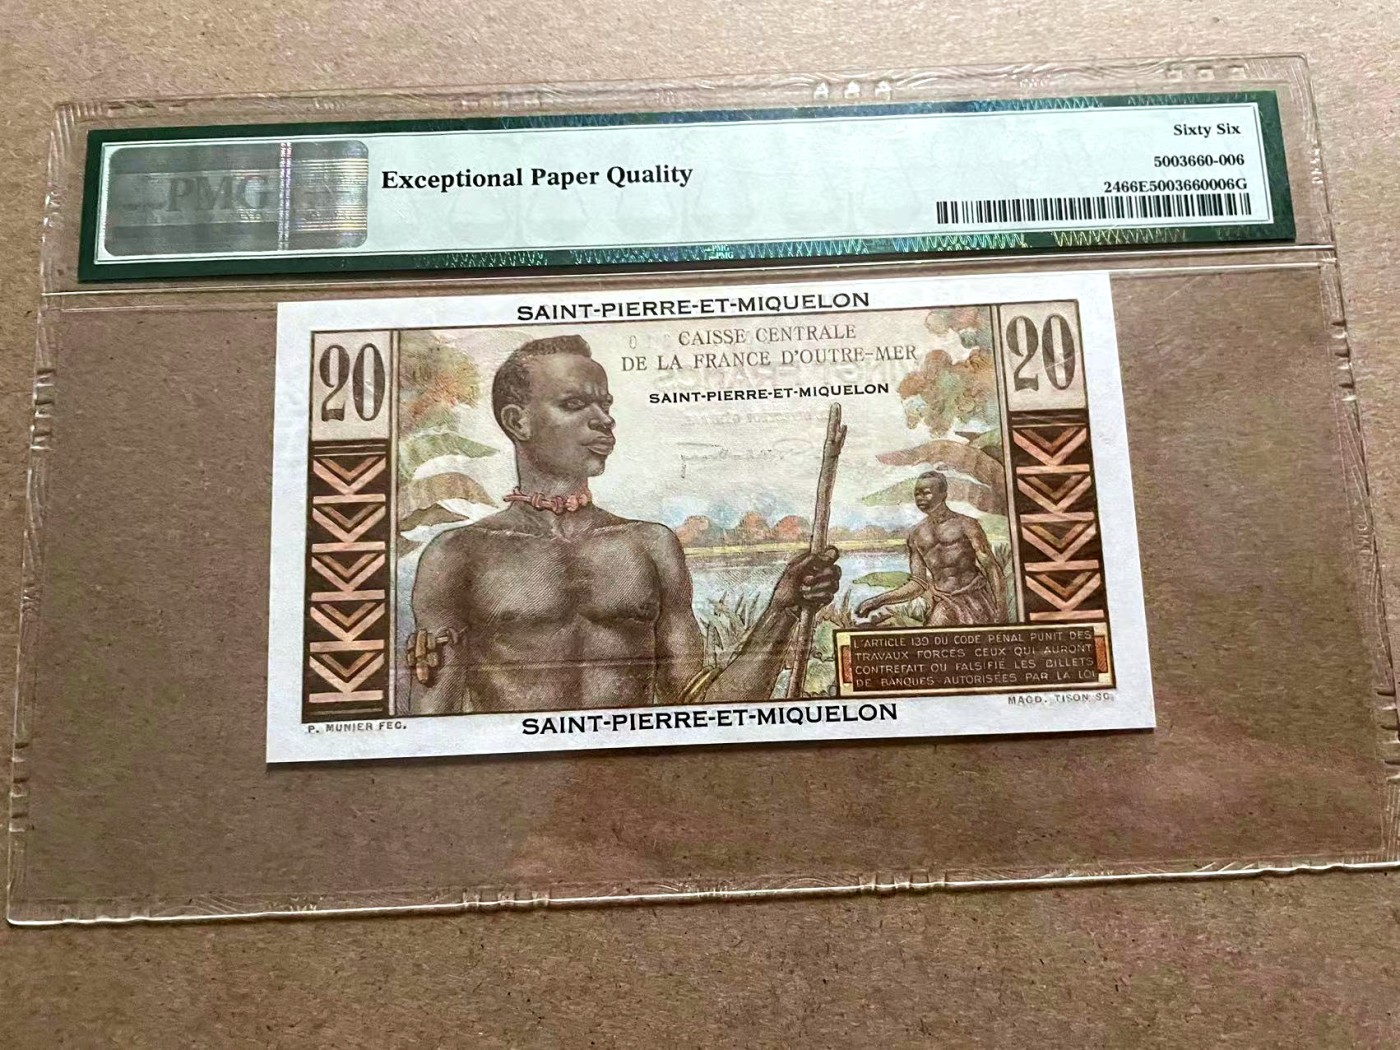 PMG
Exceptional Paper Quality
Sixty Six
5003660-006
2466E5003660006G
PMG
PMG
SAINT-PIERRE-ET-MIQUELON
20
CAISSE CENTRALE
DE LA FRANCE D'OUTRE-MER
SAINT-PIERRE-ET-MIQUELON
20
L'ARTICLE 139 DU CODE PÉNAL PUNIT DES
TRAVAUX FORCÉS CEUX QUI AURONT
CONTREFAIT OU FALSIFIÉ LES BILLETS
DE BANQUES AUTORISÉES PAR LA LOI
P. MUNIER FEC.
SAINT-PIERRE-ET-MIQUELON
MAGD. TISON SC.